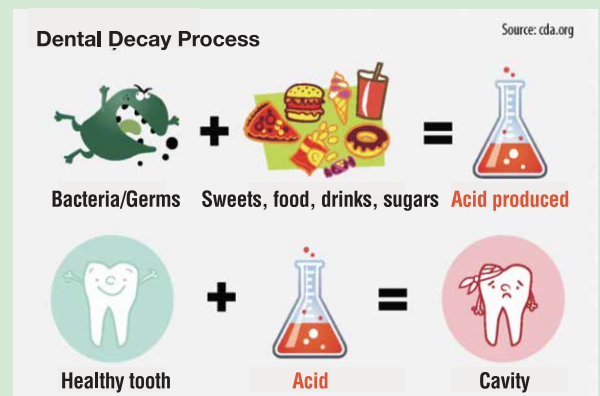 Dental Decay Process
Source: cda.org
Bacteria/Germs
Sweets, food, drinks, sugars
Acid produced
Healthy tooth
Acid
Cavity